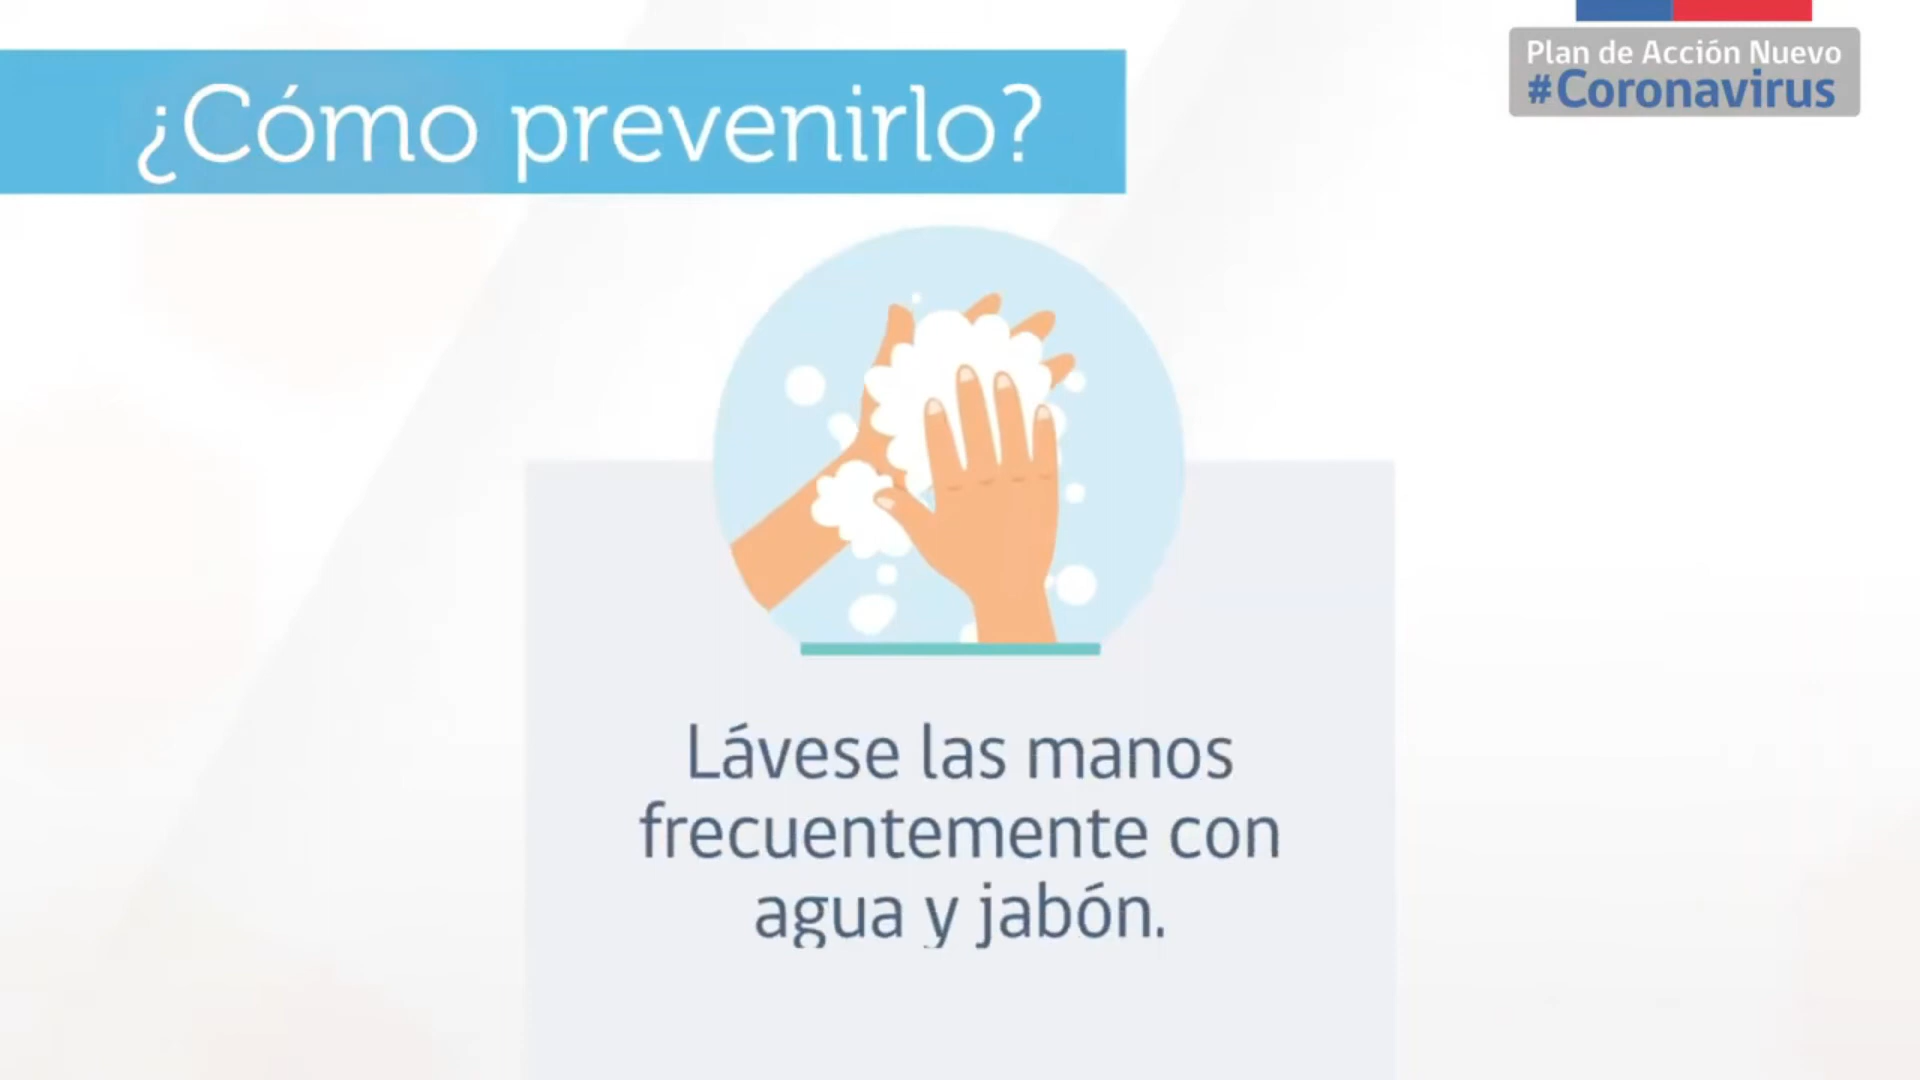 ¿Cómo prevenirlo?
Plan de Acción Nuevo
#Coronavirus
Lávese las manos
frecuentemente con
agua y jabón.